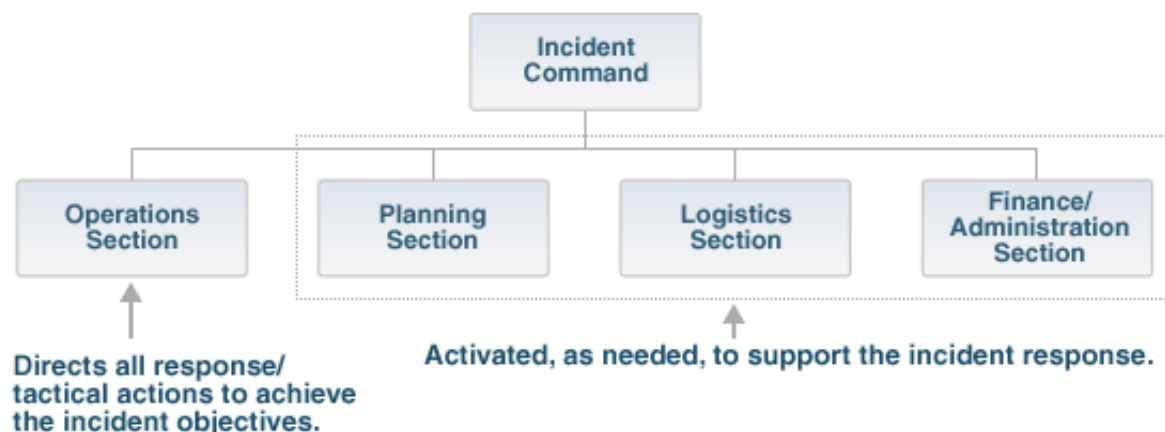 Incident
Command
Operations
Section
Planning
Section
Logistics
Section
Finance/
Administration
Section
Directs all response/
tactical actions to achieve
the incident objectives.
Activated, as needed, to support the incident response.